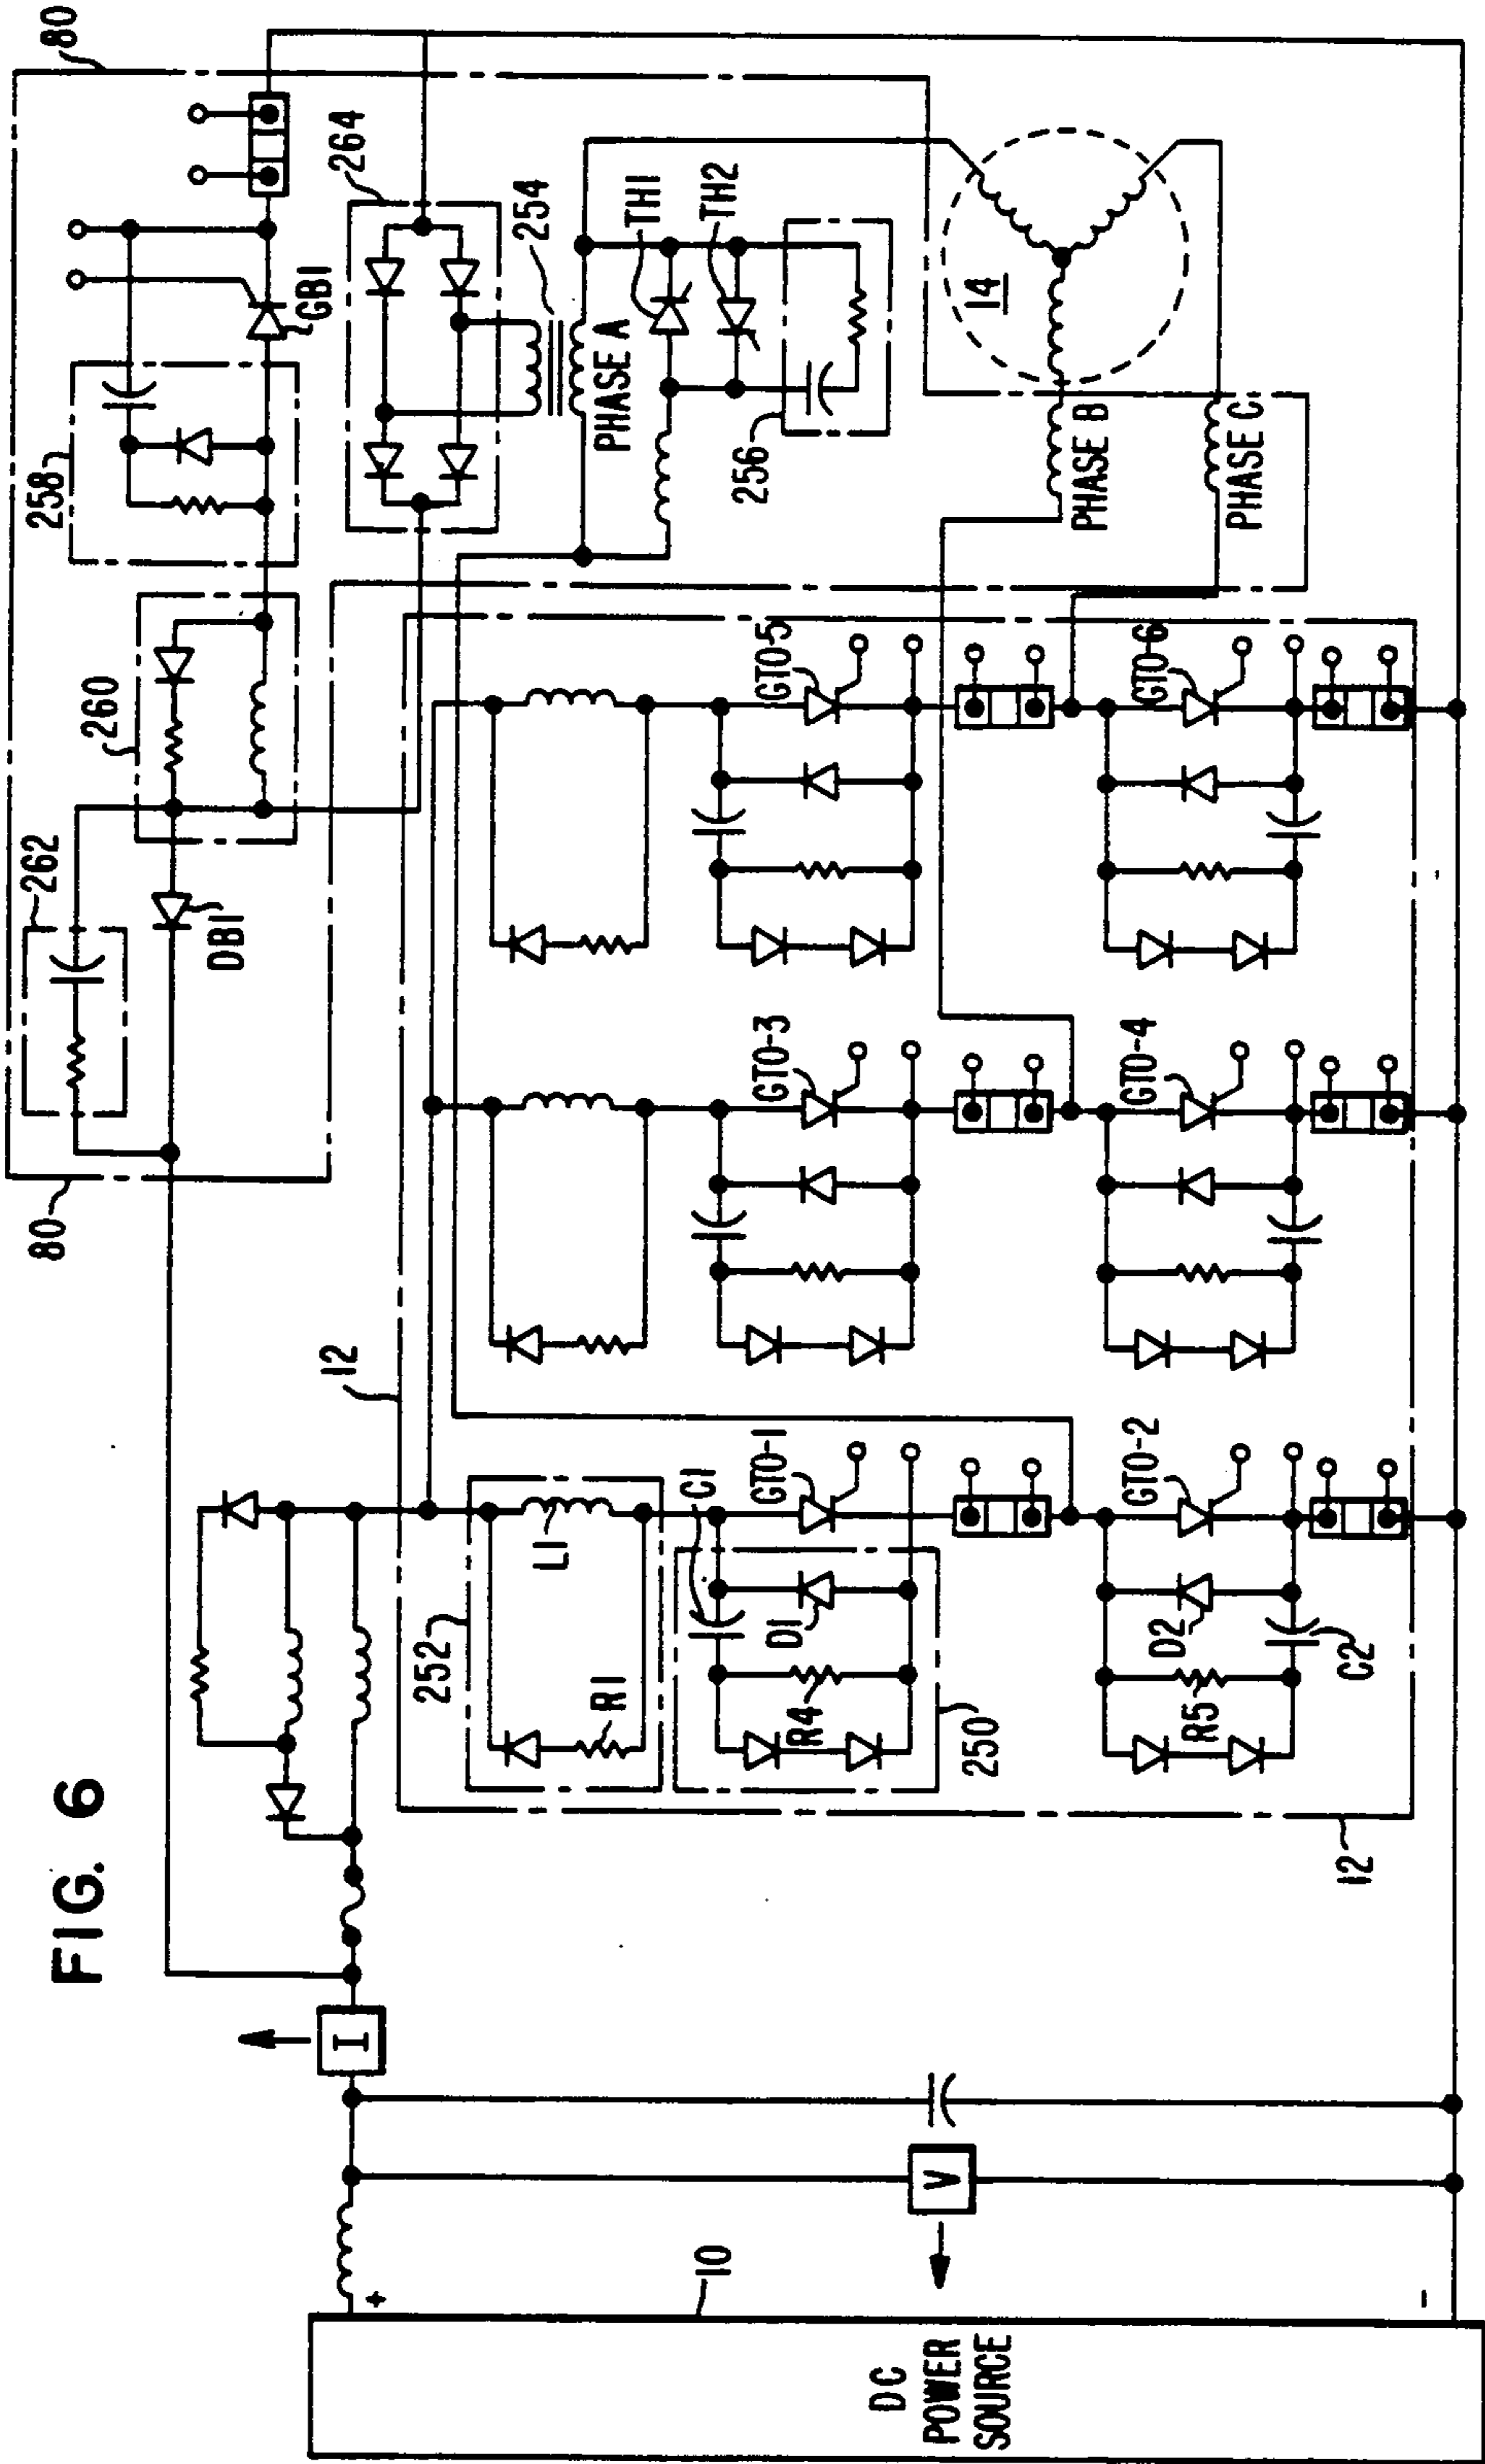 FIG. 6
80
258
260
262
GB1
DB1
264
254
TH1
TH2
PHASE A
256
80
14
PHASE B
PHASE C
12
252
L1
R1
C1
GTO-1
GTO-3
GTO-5
D1
R4
250
GTO-2
GTO-4
GTO-6
D2
R5
C2
12
I
V
10
+
-
DC
POWER
SOURCE